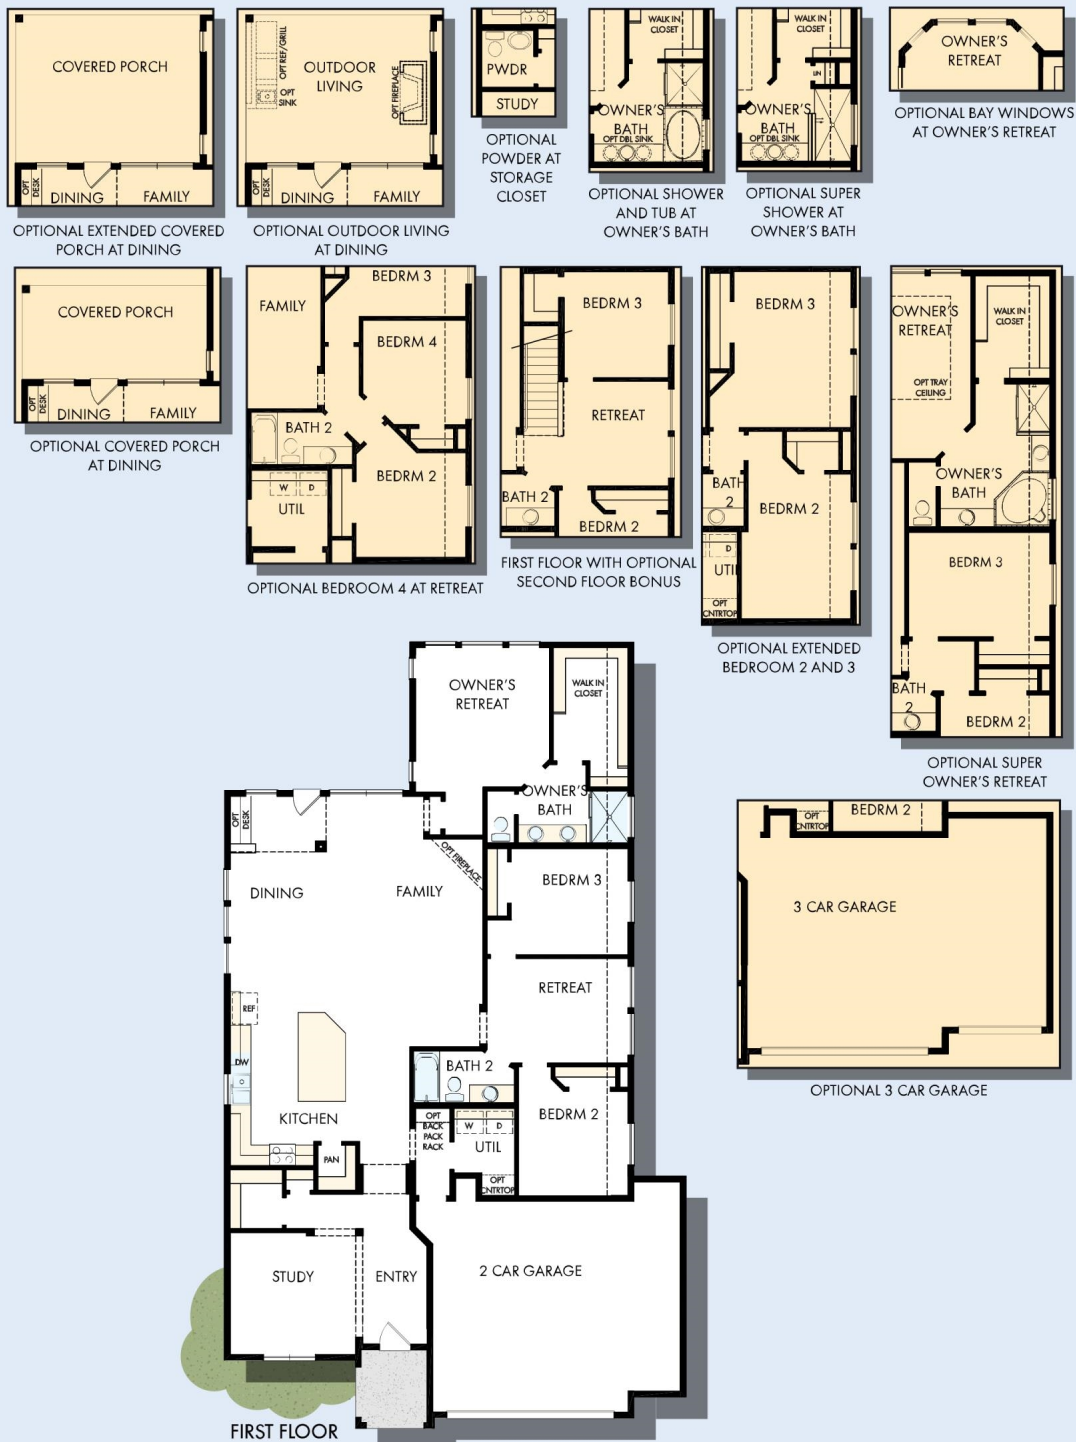 COVERED PORCH
OPT
DESK
DINING
FAMILY
OPTIONAL EXTENDED COVERED
PORCH AT DINING
OPT REF/GRILL
OPT
SINK
OUTDOOR
LIVING
OPT FIREPLACE
OPT
DESK
DINING
FAMILY
OPTIONAL OUTDOOR LIVING
AT DINING
PWDR
STUDY
OPTIONAL
POWDER AT
STORAGE
CLOSET
WALK IN
CLOSET
OWNER'S
BATH
OPT DBL SINK
OPTIONAL SHOWER
AND TUB AT
OWNER'S BATH
WALK IN
CLOSET
LIN
OWNER'S
BATH
OPT DBL SINK
OPTIONAL SUPER
SHOWER AT
OWNER'S BATH
OWNER'S
RETREAT
OPTIONAL BAY WINDOWS
AT OWNER'S RETREAT
COVERED PORCH
OPT
DESK
DINING
FAMILY
OPTIONAL COVERED PORCH
AT DINING
BEDRM 3
FAMILY
BEDRM 4
BATH 2
BEDRM 2
W D
UTIL
OPTIONAL BEDROOM 4 AT RETREAT
BEDRM 3
RETREAT
BATH 2
BEDRM 2
FIRST FLOOR WITH OPTIONAL
SECOND FLOOR BONUS
BEDRM 3
BATH
2
BEDRM 2
D
UTI
OPT
CNTRTOP
OPTIONAL EXTENDED
BEDROOM 2 AND 3
OWNER'S
RETREAT
WALK IN
CLOSET
OPT TRAY
CEILING
OWNER'S
BATH
BEDRM 3
BATH
2
BEDRM 2
OPTIONAL SUPER
OWNER'S RETREAT
OWNER'S
RETREAT
WALK IN
CLOSET
OWNER'S
BATH
OPT
DESK
OPT FIREPLACE
DINING
FAMILY
BEDRM 3
RETREAT
REF
DW
BATH 2
KITCHEN
BEDRM 2
OPT
BACK
PACK
RACK
W D
UTIL
PAN
OPT
CNTRTOP
STUDY
ENTRY
2 CAR GARAGE
FIRST FLOOR
OPT
CNTRTOP
BEDRM 2
3 CAR GARAGE
OPTIONAL 3 CAR GARAGE